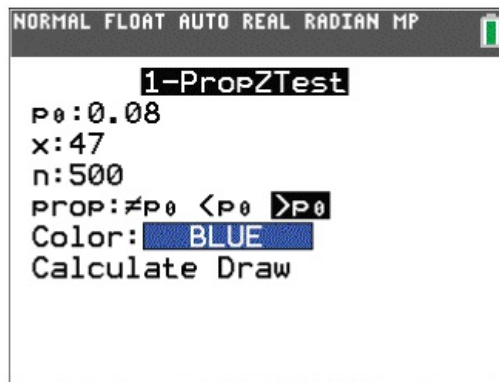 NORMAL FLOAT AUTO REAL RADIAN MP
1-PropZTest
p₀:0.08
x:47
n:500
prop:≠p₀ <p₀ >p₀
Color: BLUE
Calculate Draw